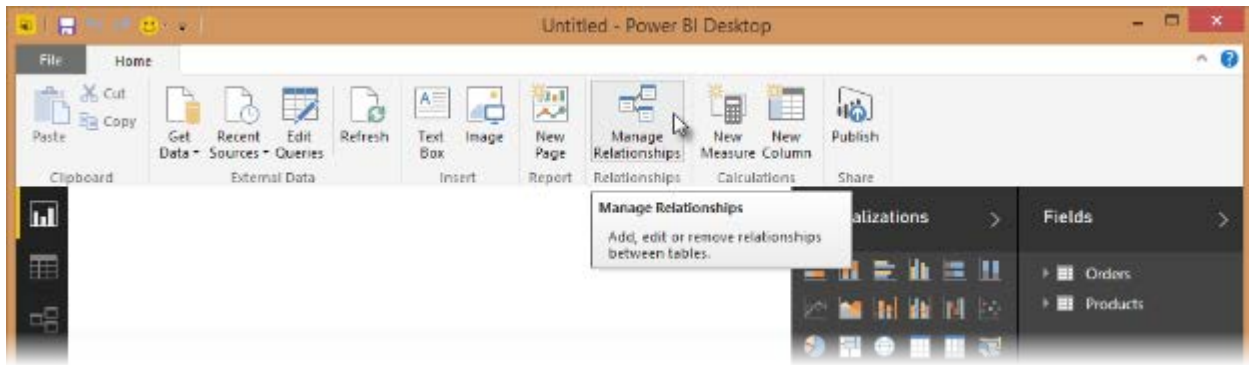 Untitled - Power BI Desktop
File Home
Cut
Copy
Paste
Get Data
Recent Sources
Edit Queries
Refresh
Text Box
Image
New Page
Manage Relationships
New Measure
New Column
Publish
Clipboard External Data Insert Report Relationships Calculations Share
Manage Relationships
Add, edit or remove relationships
between tables.
alizations
Fields
Orders
Products